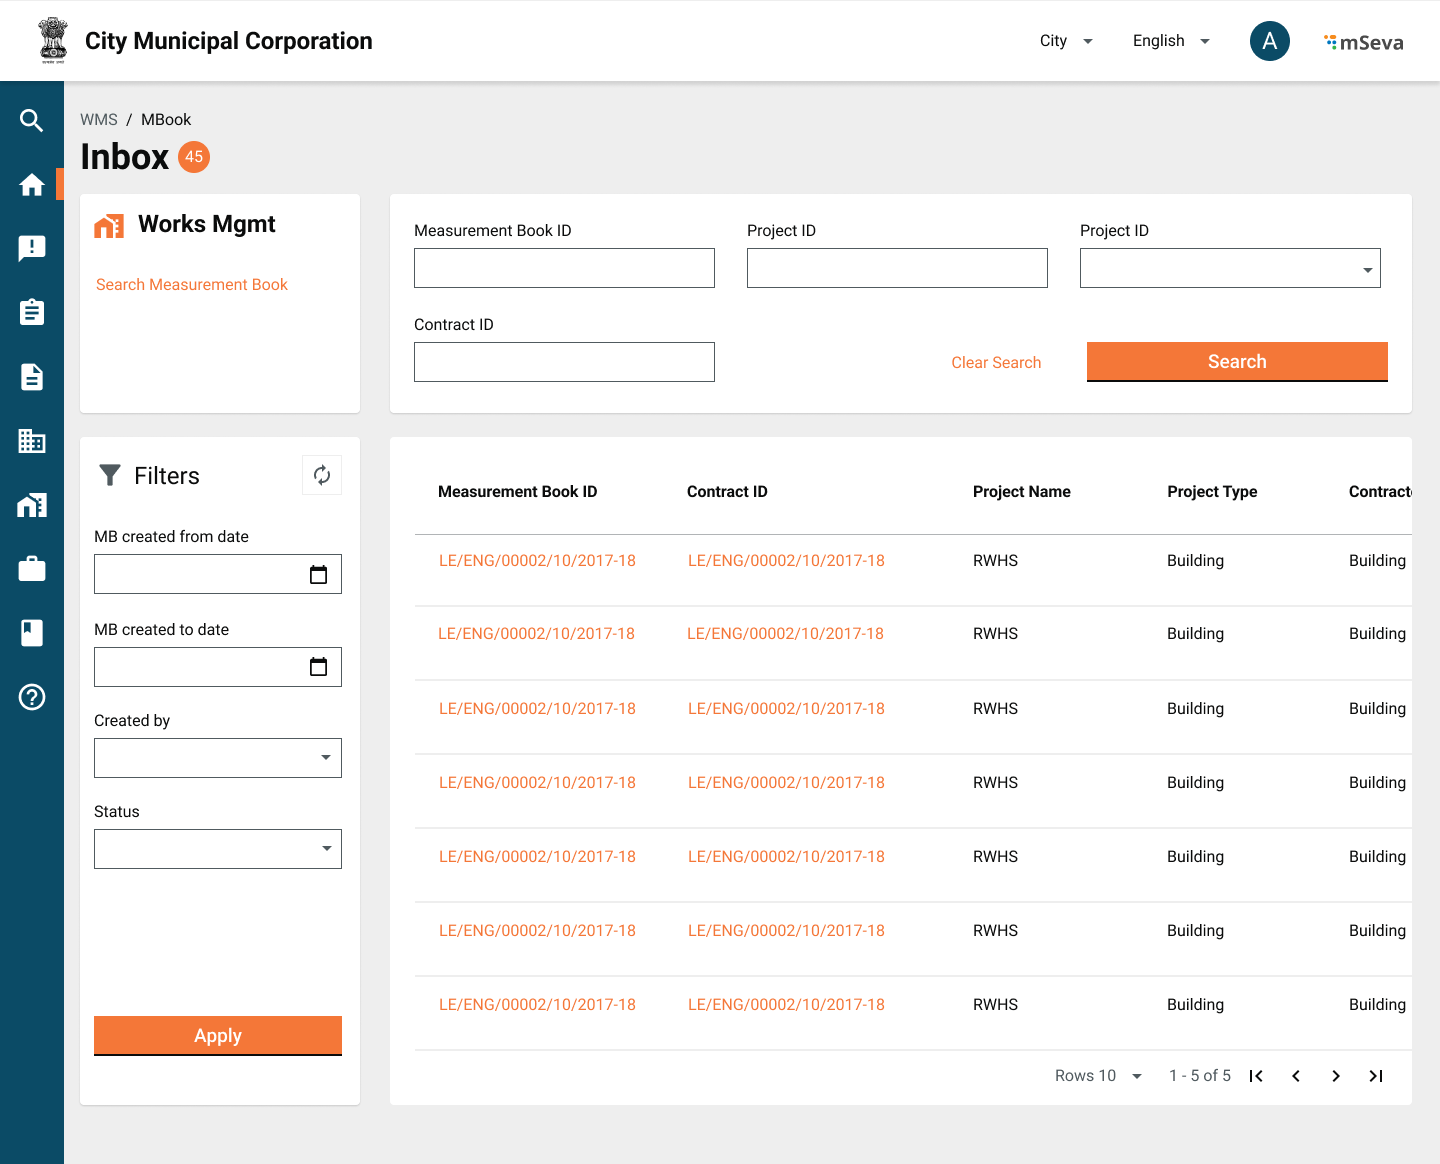 City Municipal Corporation
City
English
A
mSeva
WMS / MBook
Inbox 45
Works Mgmt
Search Measurement Book
Measurement Book ID
Project ID
Project ID
Contract ID
Clear Search
Search
Filters
MB created from date
MB created to date
Created by
Status
Apply
Measurement Book ID Contract ID Project Name Project Type Contracto
LE/ENG/00002/10/2017-18 LE/ENG/00002/10/2017-18 RWHS Building Building
LE/ENG/00002/10/2017-18 LE/ENG/00002/10/2017-18 RWHS Building Building
LE/ENG/00002/10/2017-18 LE/ENG/00002/10/2017-18 RWHS Building Building
LE/ENG/00002/10/2017-18 LE/ENG/00002/10/2017-18 RWHS Building Building
LE/ENG/00002/10/2017-18 LE/ENG/00002/10/2017-18 RWHS Building Building
LE/ENG/00002/10/2017-18 LE/ENG/00002/10/2017-18 RWHS Building Building
LE/ENG/00002/10/2017-18 LE/ENG/00002/10/2017-18 RWHS Building Building
Rows 10 1 - 5 of 5